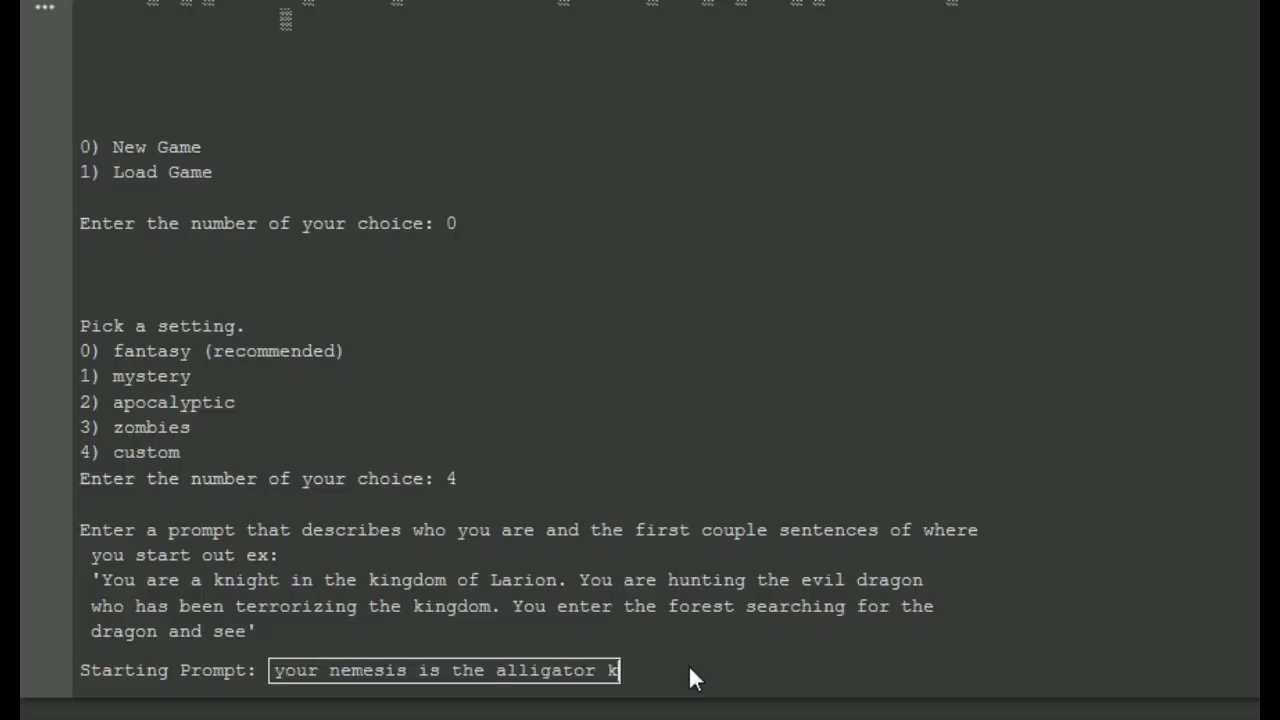 0) New Game
1) Load Game
Enter the number of your choice: 0
Pick a setting.
0) fantasy (recommended)
1) mystery
2) apocalyptic
3) zombies
4) custom
Enter the number of your choice: 4
Enter a prompt that describes who you are and the first couple sentences of where
you start out ex:
'You are a knight in the kingdom of Larion. You are hunting the evil dragon
who has been terrorizing the kingdom. You enter the forest searching for the
dragon and see'
Starting Prompt: your nemesis is the alligator k